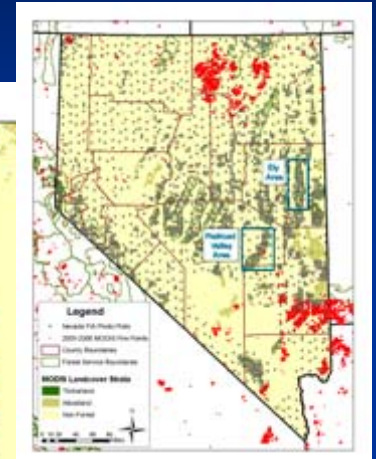 Ely
Area
Railroad
Valley
Area
Legend
Nevada FIA Photo Plots
2005-2006 MODIS Fire Points
County Boundaries
Forest Service Boundaries
MODIS Landcover Strata
Timberland
Woodland
Non-Forest